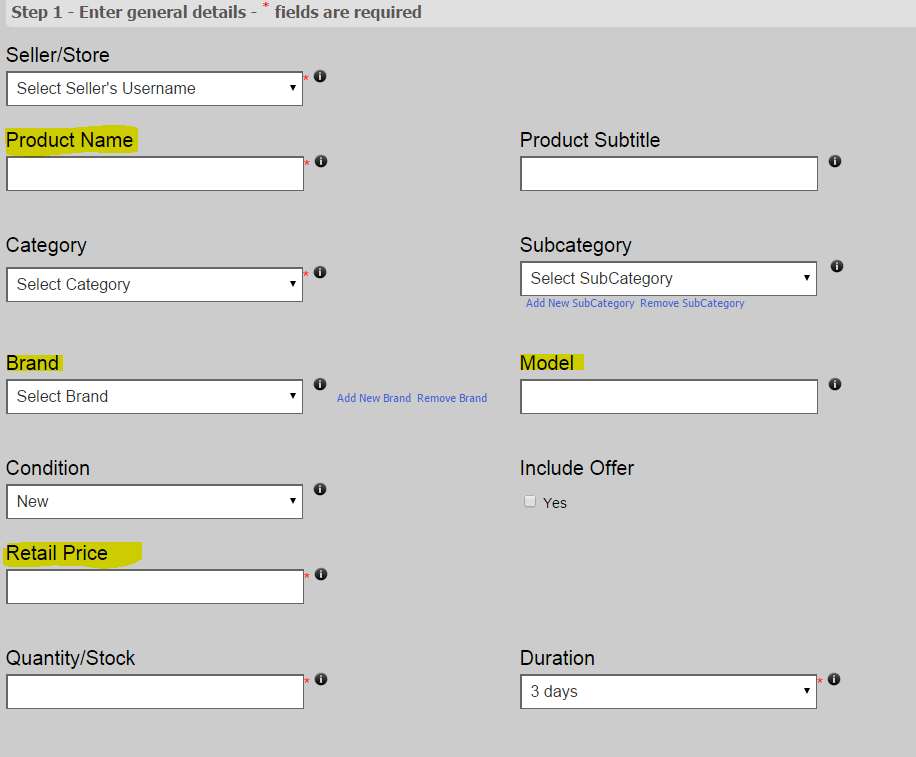 Step 1 - Enter general details - * fields are required
Seller/Store
Select Seller's Username *
Product Name
*
Product Subtitle
Category
Select Category *
Subcategory
Select SubCategory
Add New SubCategory Remove SubCategory
Brand
Select Brand
Add New Brand Remove Brand
Model
Condition
New
Include Offer
Yes
Retail Price
*
Quantity/Stock
*
Duration
3 days *